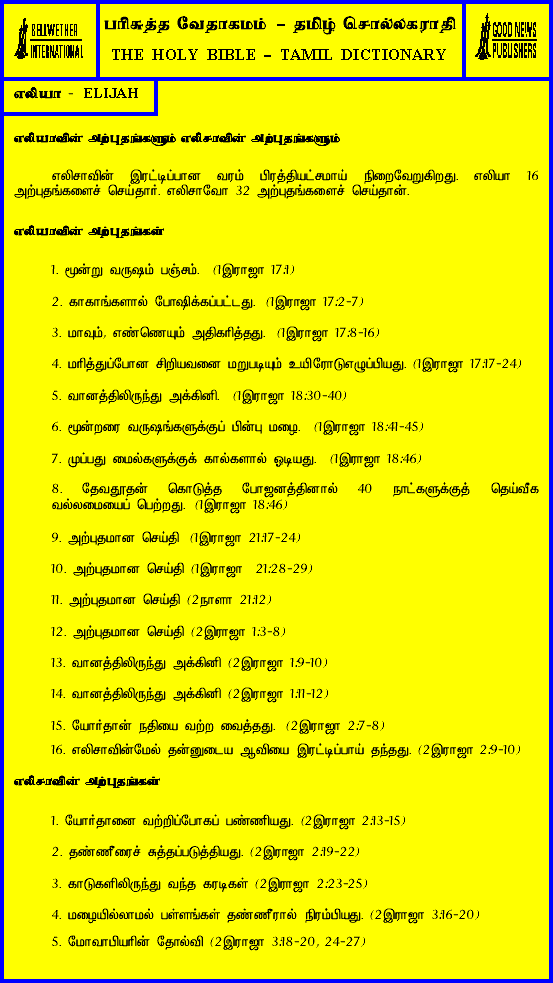 BELLWETHER
INTERNATIONAL
பரிசுத்த வேதாகமம் – தமிழ் சொல்லகராதி
THE HOLY BIBLE – TAMIL DICTIONARY
GOOD NEWS
PUBLISHERS
எலியா - ELIJAH
எலியாவின் அற்புதங்களும் எலிசாவின் அற்புதங்களும்
எலிசாவின் இரட்டிப்பான வரம் பிரத்தியட்சமாய் நிறைவேறுகிறது. எலியா 16
அற்புதங்களைச் செய்தார். எலிசாவோ 32 அற்புதங்களைச் செய்தான்.
எலியாவின் அற்புதங்கள்
1. மூன்று வருஷம் பஞ்சம். (1இராஜா 17:1)
2. காகாங்களால் போஷிக்கப்பட்டது. (1இராஜா 17:2-7)
3. மாவும், எண்ணெயும் அதிகரித்தது. (1இராஜா 17:8-16)
4. மரித்துப்போன சிறியவனை மறுபடியும் உயிரோடுஎழுப்பியது. (1இராஜா 17:17-24)
5. வானத்திலிருந்து அக்கினி. (1இராஜா 18:30-40)
6. மூன்றரை வருஷங்களுக்குப் பின்பு மழை. (1இராஜா 18:41-45)
7. முப்பது மைல்களுக்குக் கால்களால் ஓடியது. (1இராஜா 18:46)
8. தேவதூதன் கொடுத்த போஜனத்தினால் 40 நாட்களுக்குத் தெய்வீக
வல்லமையைப் பெற்றது. (1இராஜா 18:46)
9. அற்புதமான செய்தி (1இராஜா 21:17-24)
10. அற்புதமான செய்தி (1இராஜா 21:28-29)
11. அற்புதமான செய்தி (2நாளா 21:12)
12. அற்புதமான செய்தி (2இராஜா 1:3-8)
13. வானத்திலிருந்து அக்கினி (2இராஜா 1:9-10)
14. வானத்திலிருந்து அக்கினி (2இராஜா 1:11-12)
15. யோர்தான் நதியை வற்ற வைத்தது. (2இராஜா 2:7-8)
16. எலிசாவின்மேல் தன்னுடைய ஆவியை இரட்டிப்பாய் தந்தது. (2இராஜா 2:9-10)
எலிசாவின் அற்புதங்கள்
1. யோர்தானை வற்றிப்போகப் பண்ணியது. (2இராஜா 2:13-15)
2. தண்ணீரைச் சுத்தப்படுத்தியது. (2இராஜா 2:19-22)
3. காடுகளிலிருந்து வந்த கரடிகள் (2இராஜா 2:23-25)
4. மழையில்லாமல் பள்ளங்கள் தண்ணீரால் நிரம்பியது. (2இராஜா 3:16-20)
5. மோவாபியரின் தோல்வி (2இராஜா 3:18-20, 24-27)